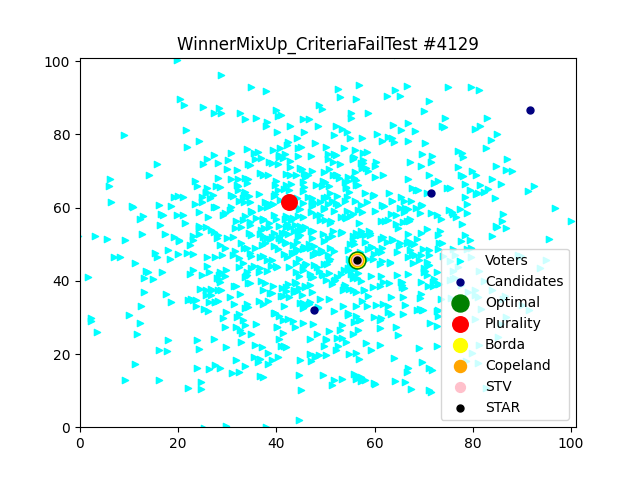 WinnerMixUp_CriteriaFailTest #4129
100
80
60
40
20
0
0
20
40
60
80
100
Voters
Candidates
Optimal
Plurality
Borda
Copeland
STV
STAR